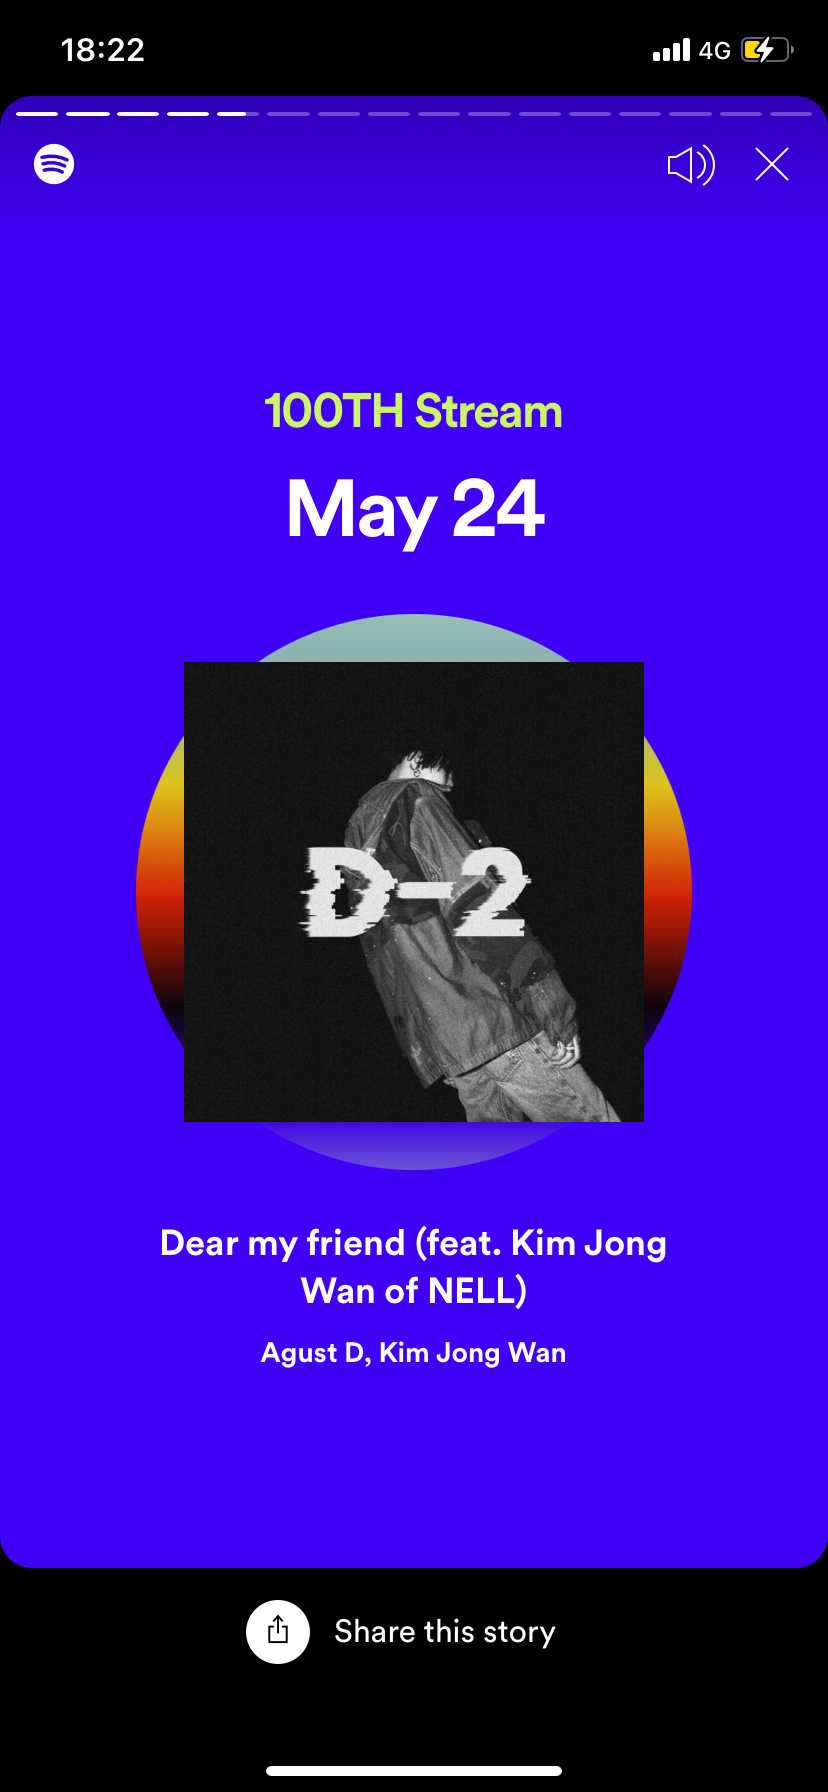 18:22
4G
100TH Stream
May 24
D-2
Dear my friend (feat. Kim Jong
Wan of NELL)
Agust D, Kim Jong Wan
Share this story